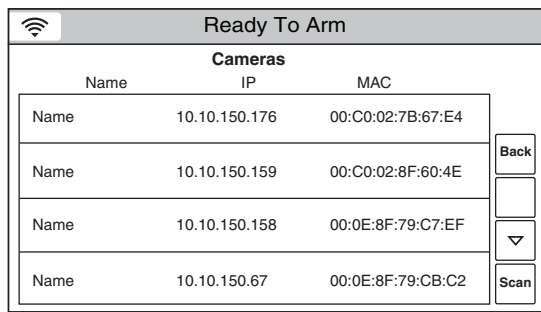 Ready To Arm
Cameras
Name IP MAC
Name 10.10.150.176 00:C0:02:7B:67:E4
Name 10.10.150.159 00:C0:02:8F:60:4E
Name 10.10.150.158 00:0E:8F:79:C7:EF
Name 10.10.150.67 00:0E:8F:79:CB:C2
Back
Scan